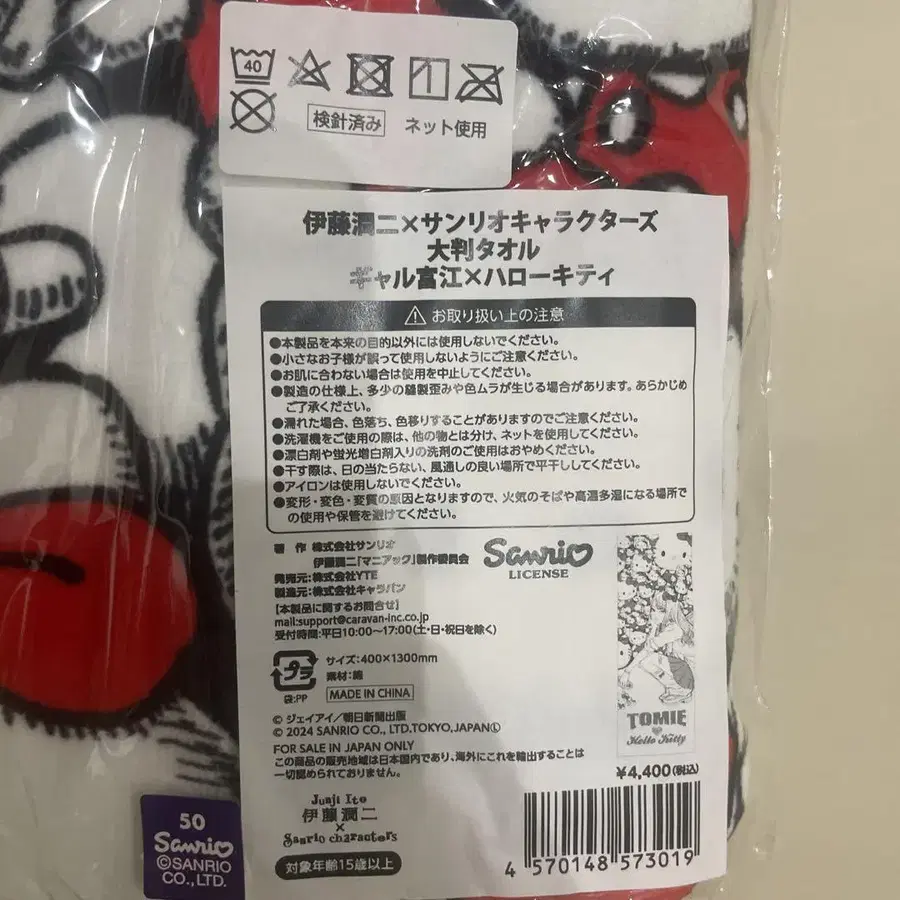 40
検針済み ネット使用
伊藤潤二×サンリオキャラクターズ
大判タオル
ギャル富江×ハローキティ
お取り扱い上の注意
●本製品を本来の目的以外には使用しないでください。
●小さなお子様が誤って使用しないようにご注意ください。
●お肌に合わない場合は使用を中止してください。
●製造の仕様上、多少の縫製歪みや色ムラが生じる場合があります。あらかじめ
ご了承ください。
●濡れた場合、色落ち、色移りすることがありますのでご注意ください。
●洗濯機をご使用の際は、他の物とは分け、ネットを使用してください。
●漂白剤や蛍光増白剤入りの洗剤のご使用はおやめください。
●干す際は、日の当たらない、風通しの良い場所で平干ししてください。
●アイロンは使用しないでください。
●変形・変色・変質の原因となりますので、火気のそばや高温多湿になる場所で
の使用や保管を避けてください。
著 作 株式会社サンリオ
伊藤潤二『マニアック』製作委員会
発売元:株式会社YTE
製造元:株式会社キャラバン
【本製品に関するお問合せ】
mail:support@caravan-inc.co.jp
受付時間:平日10:00〜17:00(土・日・祝日を除く)
Sanrio
LICENSE
プラ
袋:PP
サイズ:400×1300mm
素材:綿
MADE IN CHINA
© ジェイアイ/朝日新聞出版
© 2024 SANRIO CO., LTD.TOKYO,JAPAN Ⓛ
FOR SALE IN JAPAN ONLY
この商品の販売地域は日本国内であり、海外にこれを輸出することは
一切認められておりません。
TOMIE
Hello Kitty
¥4,400(税込)
Junji Ito
伊藤潤二
×
Sanrio characters
対象年齢15歳以上
4 570148 573019
50
Sanrio
©SANRIO
CO.,LTD.